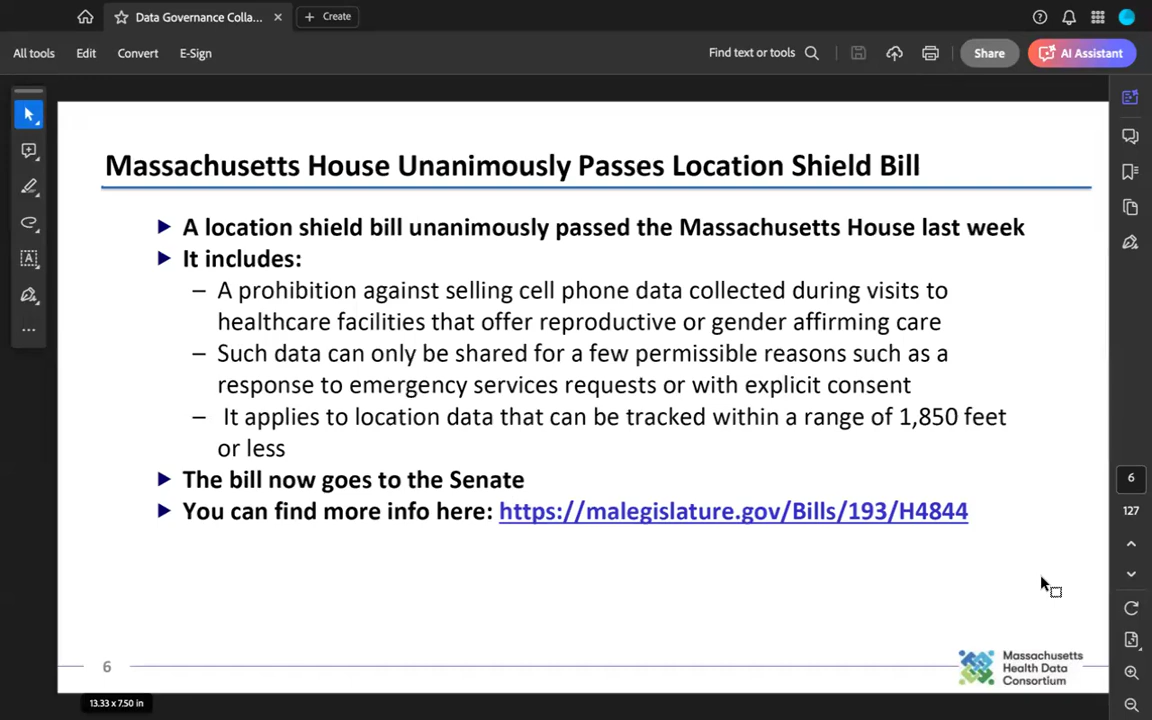 Data Governance Colla...
Create
All tools
Edit
Convert
E-Sign
Find text or tools
Share
AI Assistant
Massachusetts House Unanimously Passes Location Shield Bill
A location shield bill unanimously passed the Massachusetts House last week
It includes:
– A prohibition against selling cell phone data collected during visits to
healthcare facilities that offer reproductive or gender affirming care
– Such data can only be shared for a few permissible reasons such as a
response to emergency services requests or with explicit consent
– It applies to location data that can be tracked within a range of 1,850 feet
or less
The bill now goes to the Senate
You can find more info here: https://malegislature.gov/Bills/193/H4844
6
127
6
Massachusetts
Health Data
Consortium
13.33 x 7.50 in